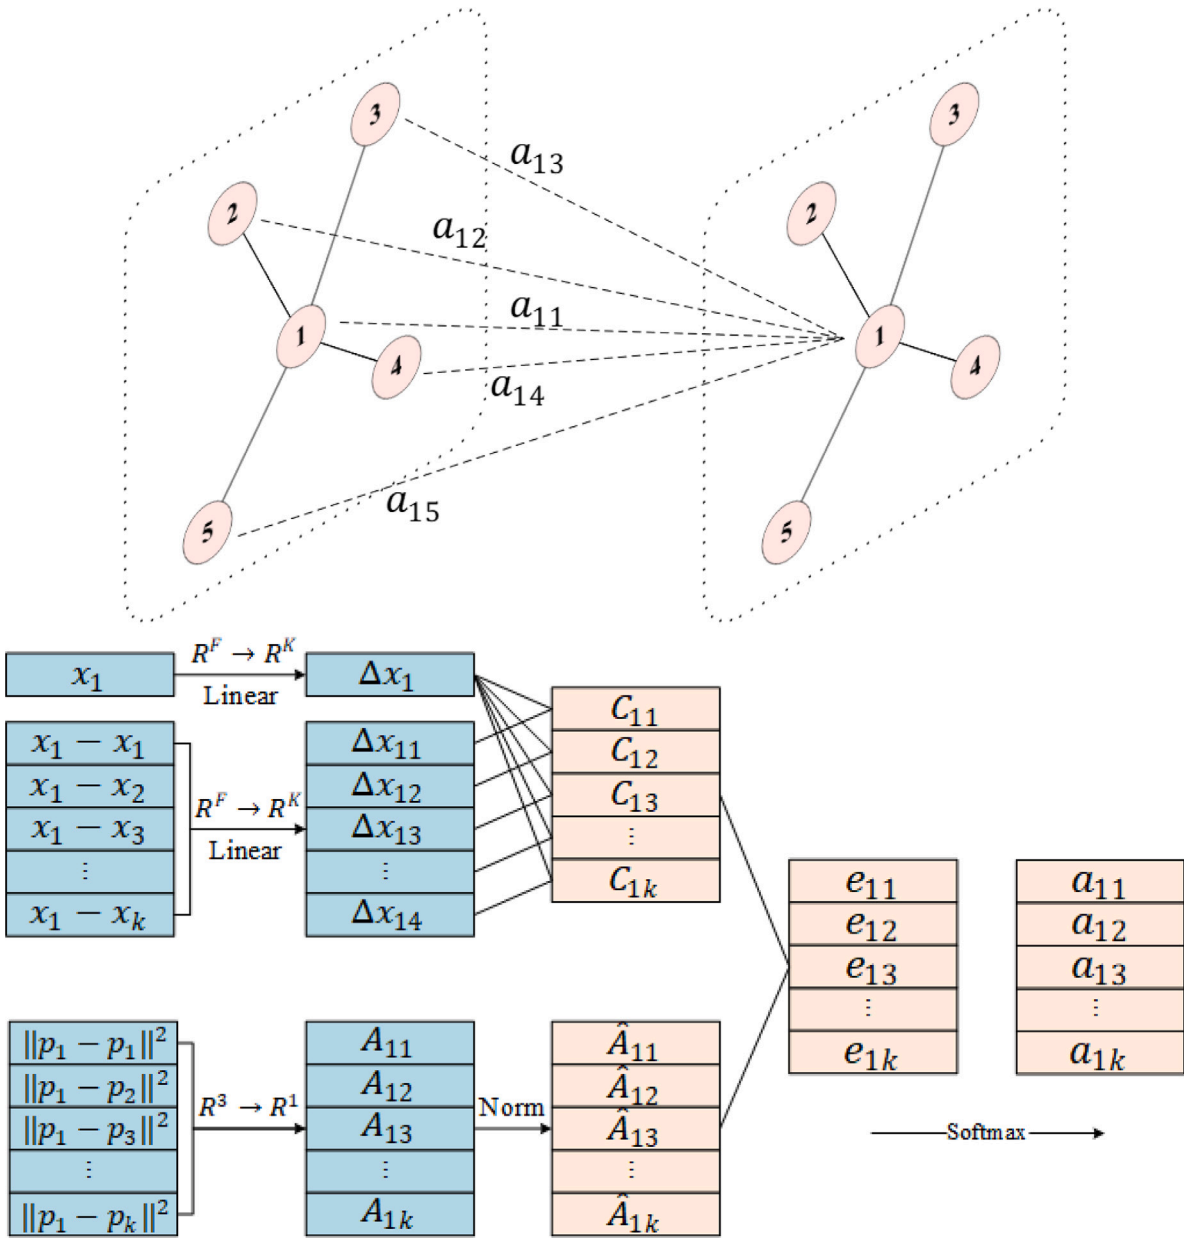 3
3
a₁₃
2
2
a₁₂
a₁₁
1
1
4
4
a₁₄
a₁₅
5
5
x₁
R^F → R^K
Linear
Δx₁
x₁ − x₁
x₁ − x₂
x₁ − x₃
⋮
x₁ − x_k
R^F → R^K
Linear
Δx₁₁
Δx₁₂
Δx₁₃
⋮
Δx₁₄
C₁₁
C₁₂
C₁₃
⋮
C₁k
e₁₁
e₁₂
e₁₃
⋮
e₁k
a₁₁
a₁₂
a₁₃
⋮
a₁k
‖p₁ − p₁‖²
‖p₁ − p₂‖²
‖p₁ − p₃‖²
⋮
‖p₁ − p_k‖²
R³ → R¹
A₁₁
A₁₂
A₁₃
⋮
A₁k
Norm
Â₁₁
Â₁₂
Â₁₃
⋮
Â₁k
Softmax